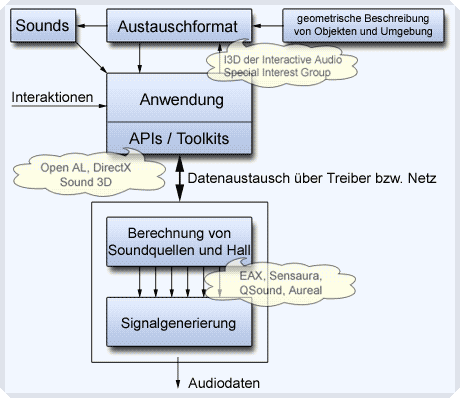 Sounds
Austauschformat
geometrische Beschreibung
von Objekten und Umgebung
I3D der Interactive Audio
Special Interest Group
Interaktionen
Anwendung
APIs / Toolkits
Open AL, DirectX
Sound 3D
Datenaustausch über Treiber bzw. Netz
Berechnung von
Soundquellen und Hall
EAX, Sensaura,
QSound, Aureal
Signalgenerierung
Audiodaten